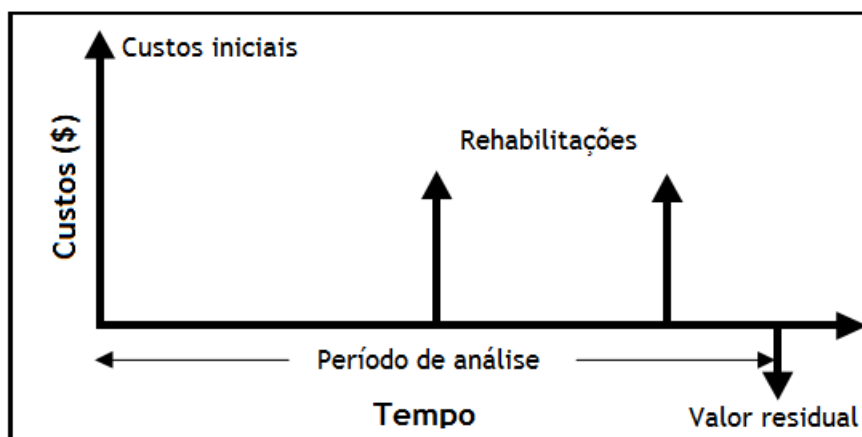 Custos iniciais
Custos ($)
Rehabilitações
Período de análise
Tempo
Valor residual